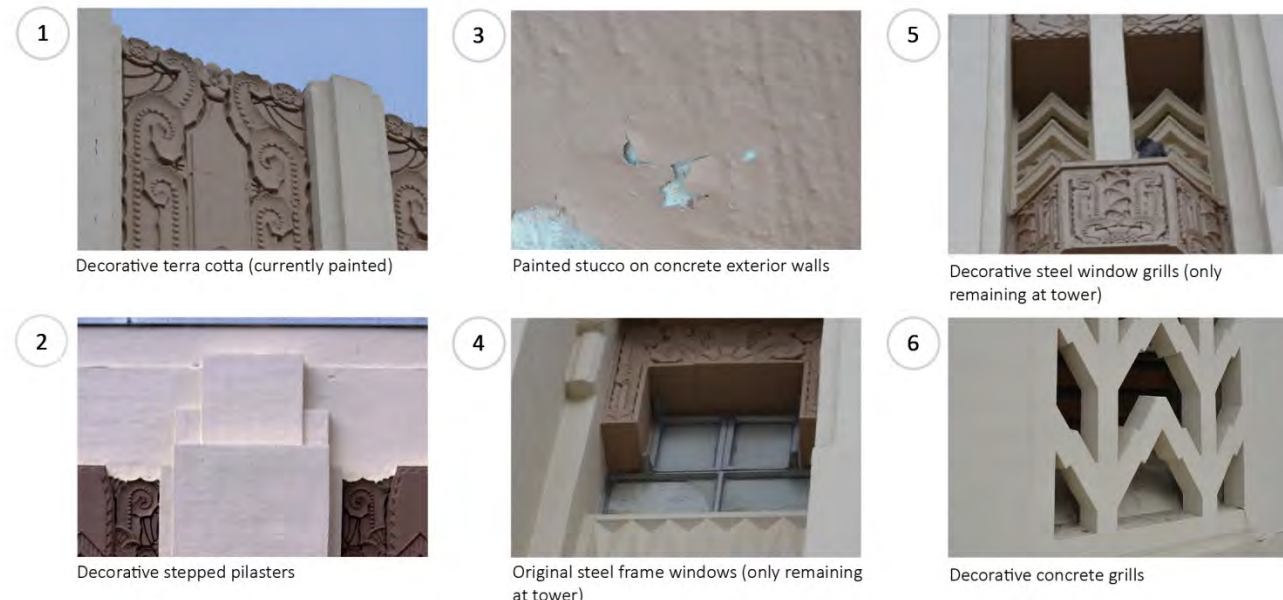 1
Decorative terra cotta (currently painted)
2
Decorative stepped pilasters
3
Painted stucco on concrete exterior walls
4
Original steel frame windows (only remaining
at tower)
5
Decorative steel window grills (only
remaining at tower)
6
Decorative concrete grills